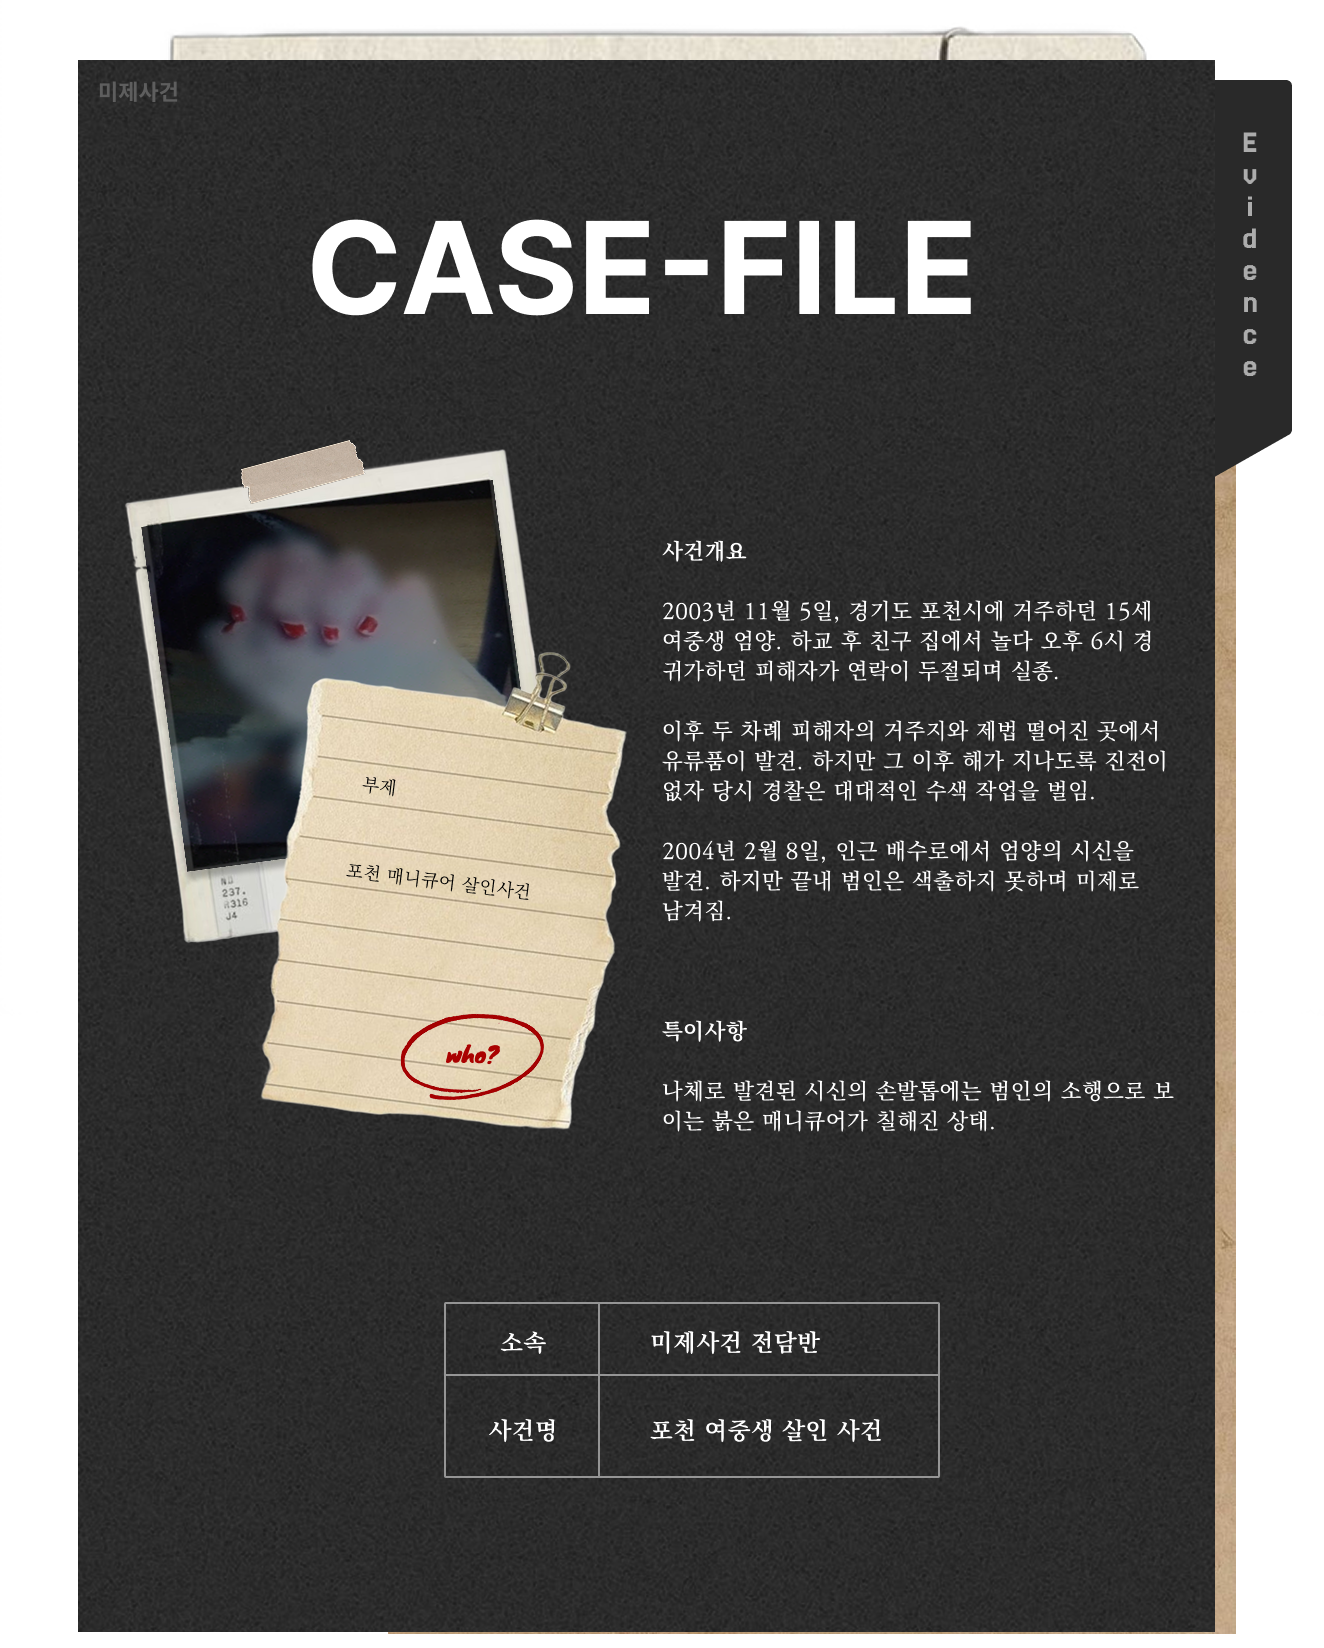 미제사건
Evidence
CASE-FILE
237.
J4
부제
포천 매니큐어 살인사건
who?
사건개요
2003년 11월 5일, 경기도 포천시에 거주하던 15세
여중생 엄양. 하교 후 친구 집에서 놀다 오후 6시 경
귀가하던 피해자가 연락이 두절되며 실종.
이후 두 차례 피해자의 거주지와 제법 떨어진 곳에서
유류품이 발견. 하지만 그 이후 해가 지나도록 진전이
없자 당시 경찰은 대대적인 수색 작업을 벌임.
2004년 2월 8일, 인근 배수로에서 엄양의 시신을
발견. 하지만 끝내 범인은 색출하지 못하며 미제로
남겨짐.
특이사항
나체로 발견된 시신의 손발톱에는 범인의 소행으로 보
이는 붉은 매니큐어가 칠해진 상태.
소속 미제사건 전담반
사건명 포천 여중생 살인 사건